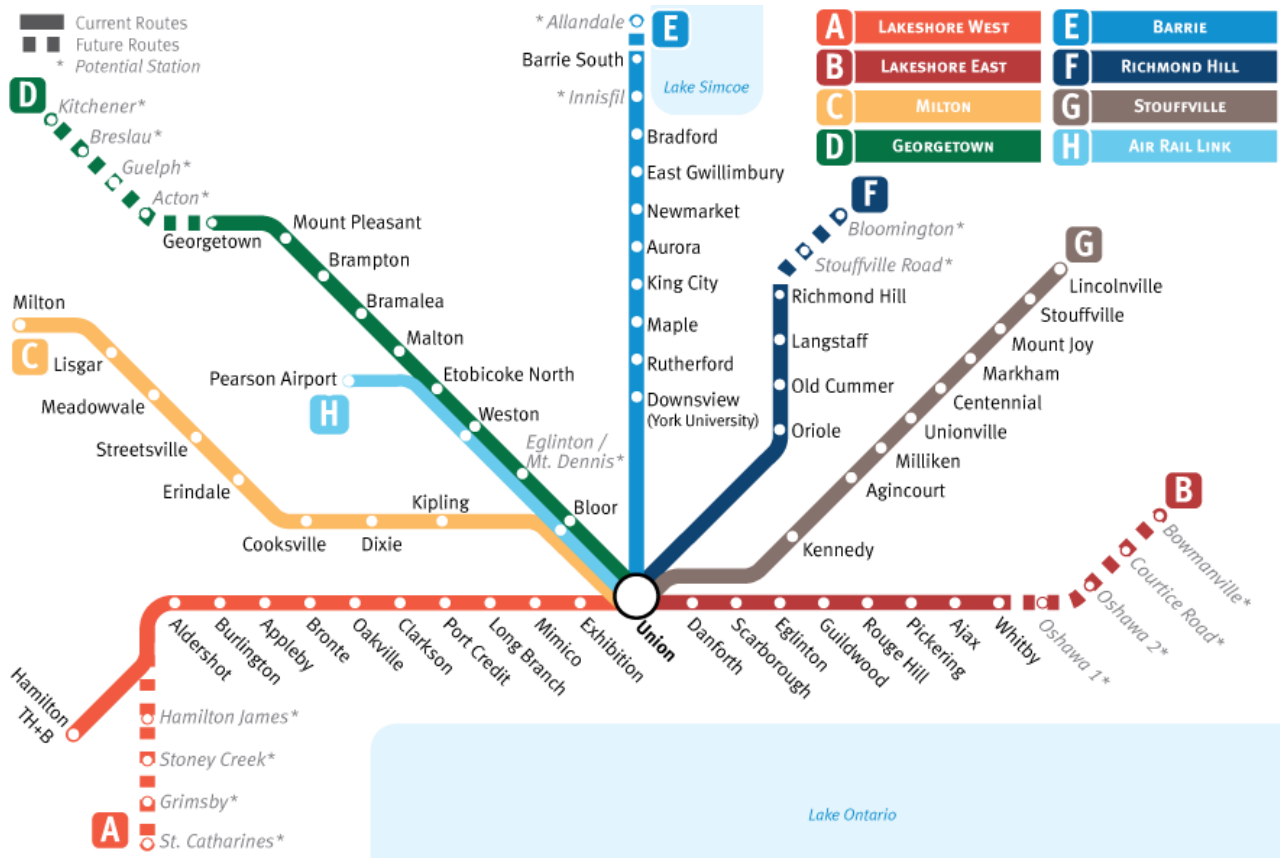 Current Routes
Future Routes
* Potential Station
A LAKESHORE WEST
B LAKESHORE EAST
C MILTON
D GEORGETOWN
E BARRIE
F RICHMOND HILL
G STOUFFVILLE
H AIR RAIL LINK
D
Kitchener*
Breslau*
Guelph*
Acton*
Georgetown
Mount Pleasant
Brampton
Bramalea
Malton
Etobicoke North
Weston
Eglinton /
Mt. Dennis*
Bloor
Milton
C
Lisgar
Meadowvale
Streetsville
Erindale
Cooksville
Dixie
Kipling
Pearson Airport
H
* Allandale
E
Barrie South
* Innisfil
Lake Simcoe
Bradford
East Gwillimbury
Newmarket
Aurora
King City
Maple
Rutherford
Downsview
(York University)
F
Bloomington*
Stouffville Road*
Richmond Hill
Langstaff
Old Cummer
Oriole
G
Lincolnville
Stouffville
Mount Joy
Markham
Centennial
Unionville
Milliken
Agincourt
Kennedy
Hamilton
TH+B
Aldershot
Burlington
Appleby
Bronte
Oakville
Clarkson
Port Credit
Long Branch
Mimico
Exhibition
Union
Danforth
Scarborough
Eglinton
Guildwood
Rouge Hill
Pickering
Ajax
Whitby
Oshawa 1*
Oshawa 2*
Courtice Road*
Bowmanville*
B
Hamilton James*
Stoney Creek*
Grimsby*
St. Catharines*
A
Lake Ontario